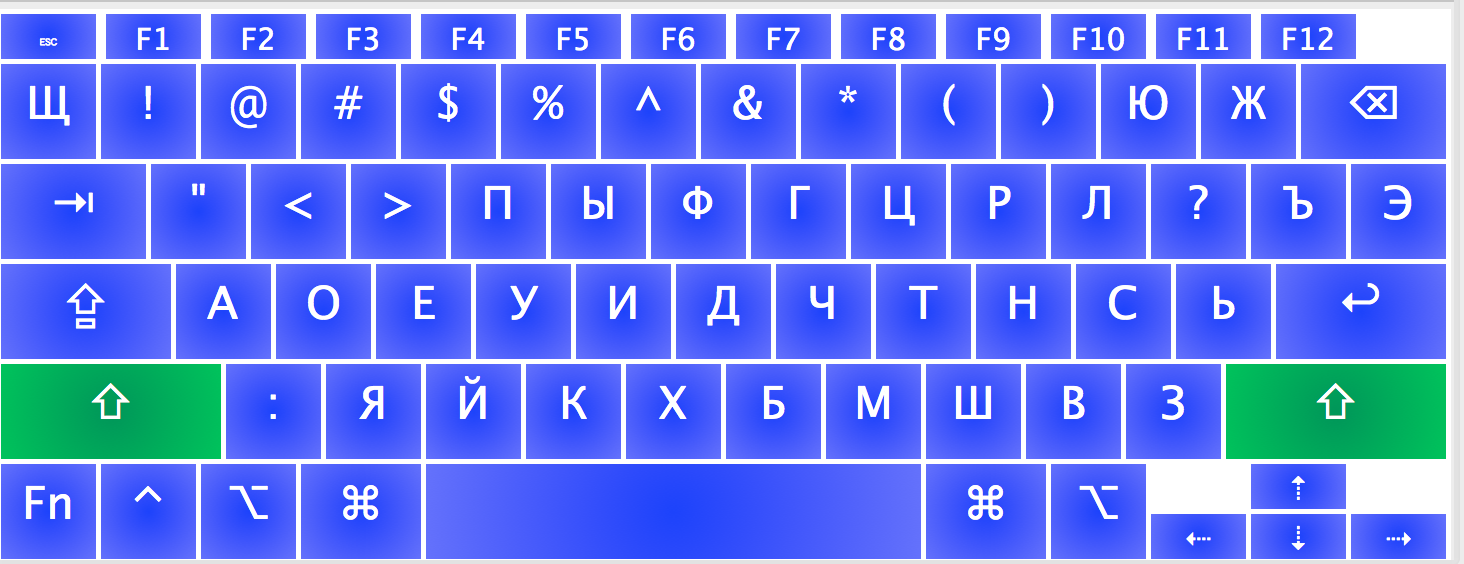 esc F1 F2 F3 F4 F5 F6 F7 F8 F9 F10 F11 F12
Щ ! @ # $ % ^ & * ( ) Ю Ж ⌫
⇥ " < > П Ы Ф Г Ц Р Л ? Ъ Э
⇪ А О Е У И Д Ч Т Н С Ь ↩
⇧ : Я Й К Х Б М Ш В З ⇧
Fn ^ ⌥ ⌘ ⌘ ⌥ ⇡
⇠ ⇣ ⇢